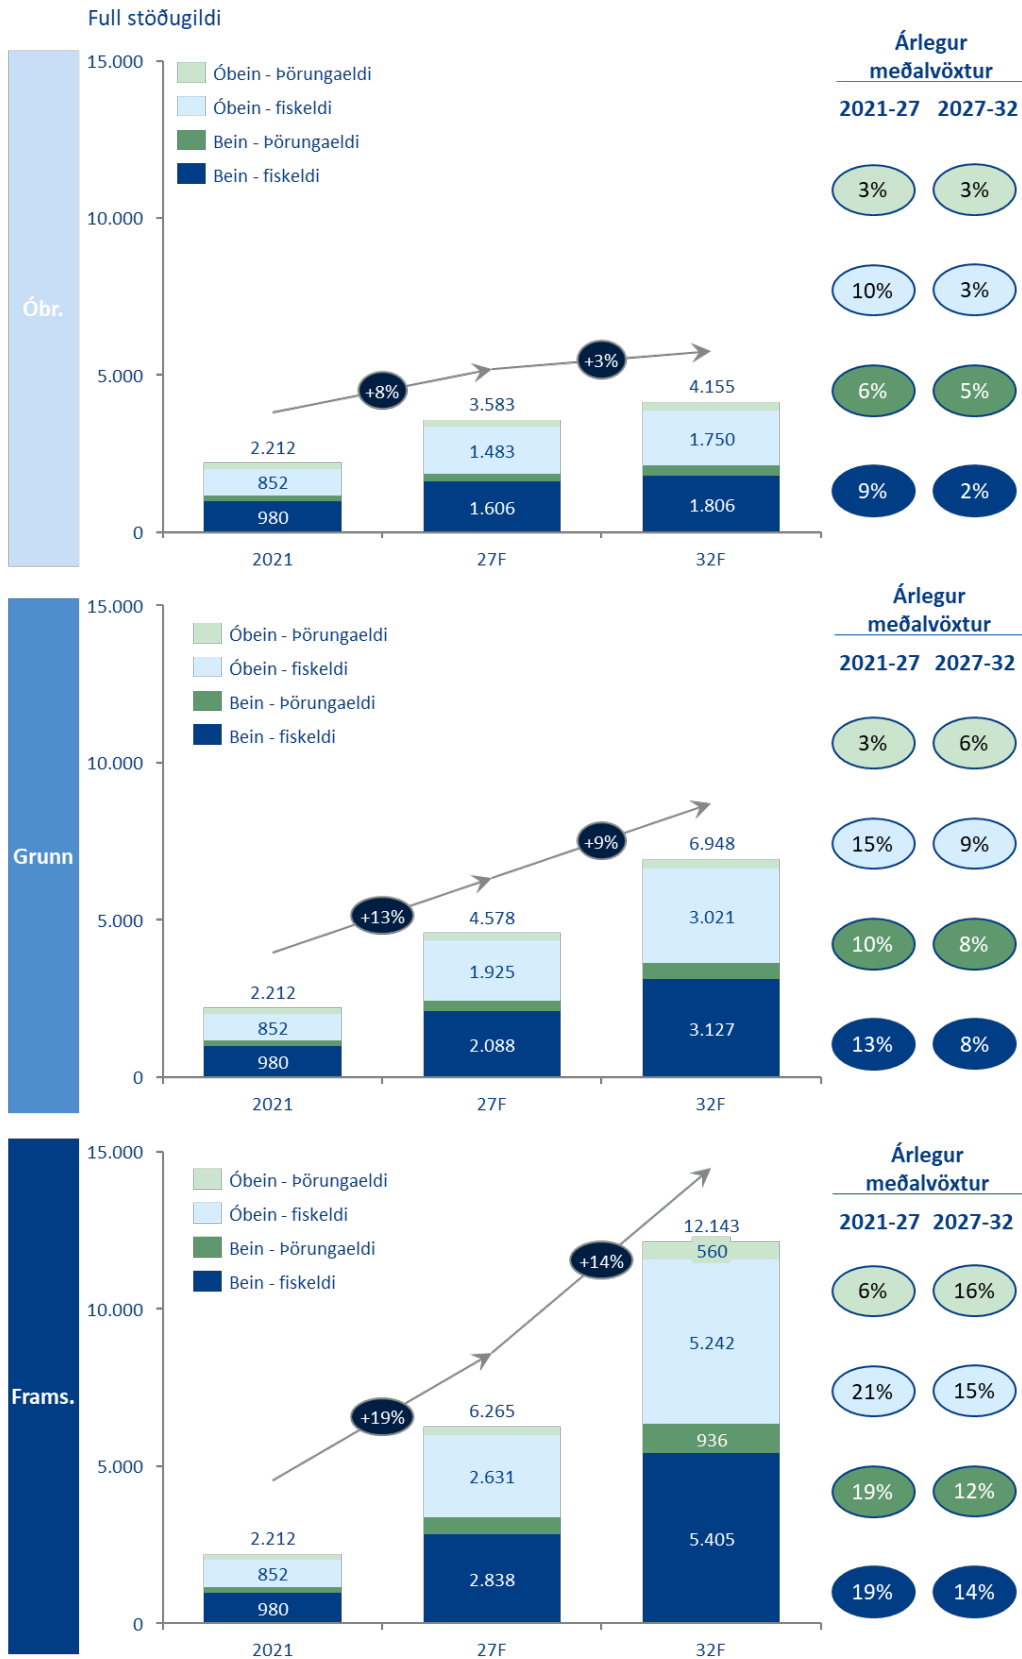 Full stöðugildi
Óbr.
15.000
10.000
5.000
0
Óbein - Þörungaeldi
Óbein - fiskeldi
Bein - Þörungaeldi
Bein - fiskeldi
+8%
+3%
2.212
852
980
3.583
1.483
1.606
4.155
1.750
1.806
2021
27F
32F
Árlegur
meðalvöxtur
2021-27 2027-32
3% 3%
10% 3%
6% 5%
9% 2%
Grunn
15.000
10.000
5.000
0
Óbein - Þörungaeldi
Óbein - fiskeldi
Bein - Þörungaeldi
Bein - fiskeldi
+13%
+9%
2.212
852
980
4.578
1.925
2.088
6.948
3.021
3.127
2021
27F
32F
Árlegur
meðalvöxtur
2021-27 2027-32
3% 6%
15% 9%
10% 8%
13% 8%
Frams.
15.000
10.000
5.000
0
Óbein - Þörungaeldi
Óbein - fiskeldi
Bein - Þörungaeldi
Bein - fiskeldi
+19%
+14%
2.212
852
980
6.265
2.631
2.838
12.143
560
5.242
936
5.405
2021
27F
32F
Árlegur
meðalvöxtur
2021-27 2027-32
6% 16%
21% 15%
19% 12%
19% 14%